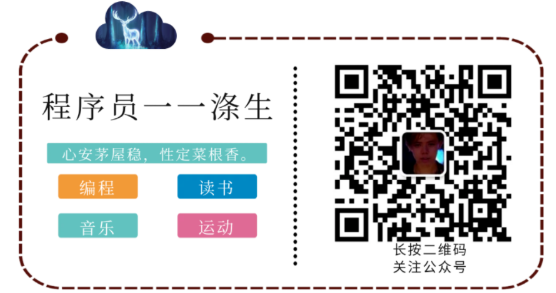 程序员一一涤生
心安茅屋稳，性定菜根香。
编程
读书
音乐
运动
长按二维码
关注公众号